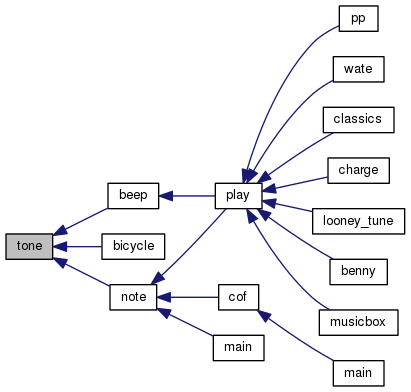 pp
wate
classics
charge
beep
play
looney_tune
tone
bicycle
benny
note
cof
musicbox
main
main